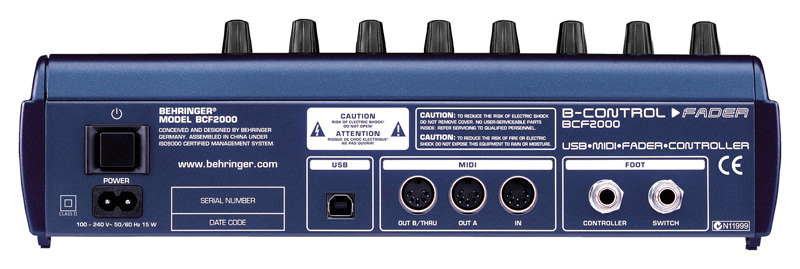 BEHRINGER®
MODEL BCF2000
CONCEIVED AND DESIGNED BY BEHRINGER
GERMANY. ASSEMBLED IN CHINA UNDER
ISO9000 CERTIFIED MANAGEMENT SYSTEM.
www.behringer.com
POWER
CLASS II
100 - 240 V~ 50/60 Hz 15 W
SERIAL NUMBER
DATE CODE
CAUTION
RISK OF ELECTRIC SHOCK!
DO NOT OPEN!
ATTENTION
RISQUE DE CHOC ELECTRIQUE!
NE PAS OUVRIR!
CAUTION: TO REDUCE THE RISK OF ELECTRIC SHOCK
DO NOT REMOVE COVER. NO USER-SERVICEABLE PARTS
INSIDE: REFER SERVICING TO QUALIFIED PERSONNEL.
CAUTION: TO REDUCE THE RISK OF FIRE OR ELECTRIC
SHOCK DO NOT EXPOSE THIS EQUIPMENT TO RAIN OR MOISTURE.
B-CONTROL FADER
BCF2000
USB•MIDI•FADER•CONTROLLER
CE
USB
MIDI
OUT B/THRU
OUT A
IN
FOOT
CONTROLLER
SWITCH
N11999